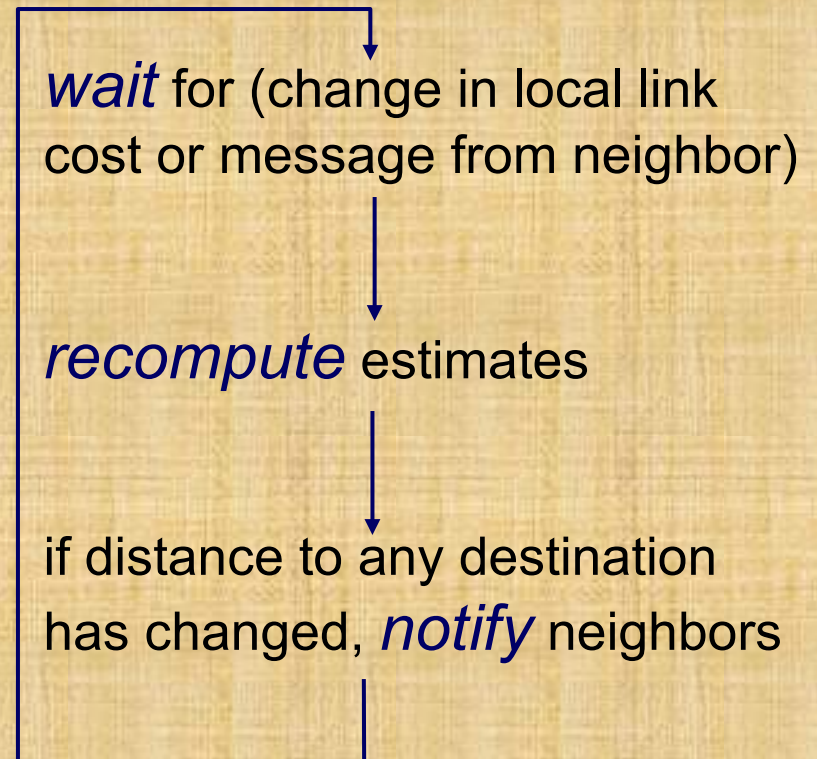 wait for (change in local link
cost or message from neighbor)
recompute estimates
if distance to any destination
has changed, notify neighbors